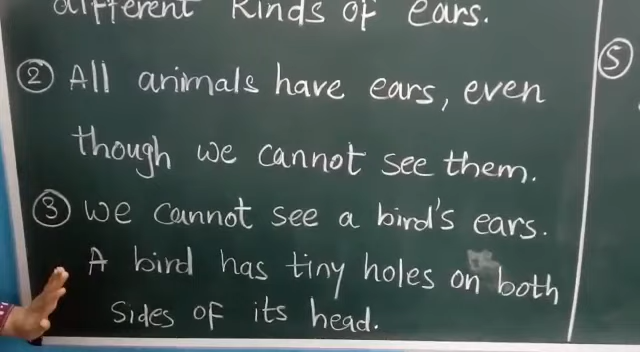 different Kinds of ears.
② All animals have ears, even
though we cannot see them.
③ We cannot see a bird's ears.
A bird has tiny holes on both
sides of its head.
⑤